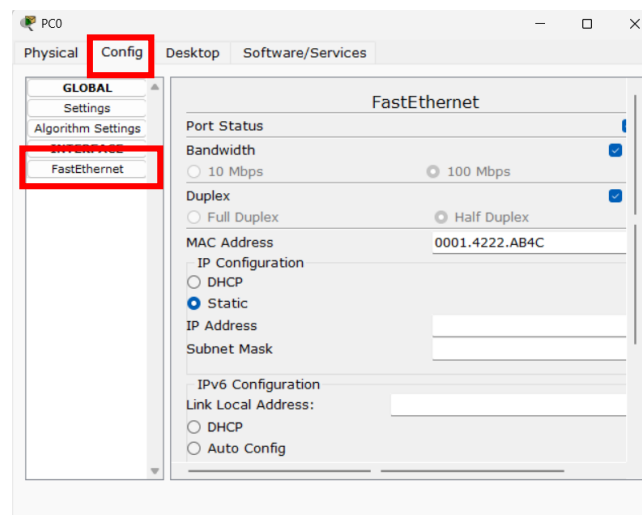 PC0
Physical Config Desktop Software/Services
GLOBAL
Settings
Algorithm Settings
INTERFACE
FastEthernet
FastEthernet
Port Status
Bandwidth
10 Mbps 100 Mbps
Duplex
Full Duplex Half Duplex
MAC Address 0001.4222.AB4C
IP Configuration
DHCP
Static
IP Address
Subnet Mask
IPv6 Configuration
Link Local Address:
DHCP
Auto Config